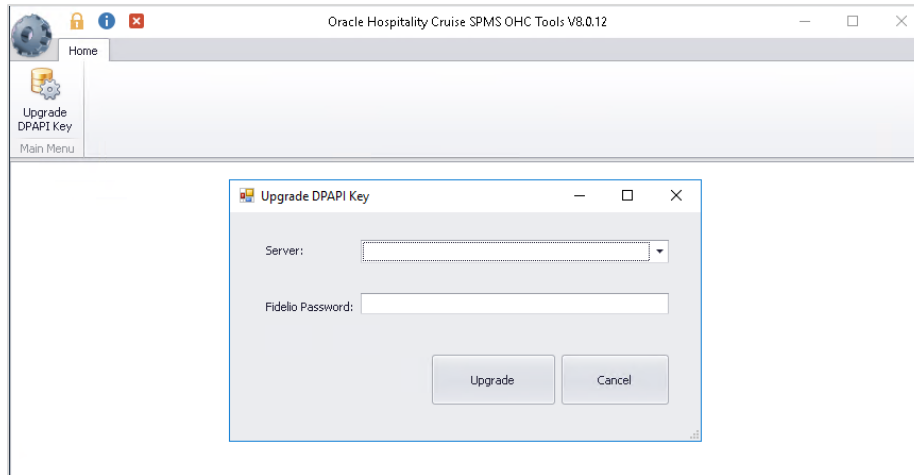 Oracle Hospitality Cruise SPMS OHC Tools V8.0.12
Home
Upgrade
DPAPI Key
Main Menu
Upgrade DPAPI Key
Server:
Fidelio Password:
Upgrade
Cancel